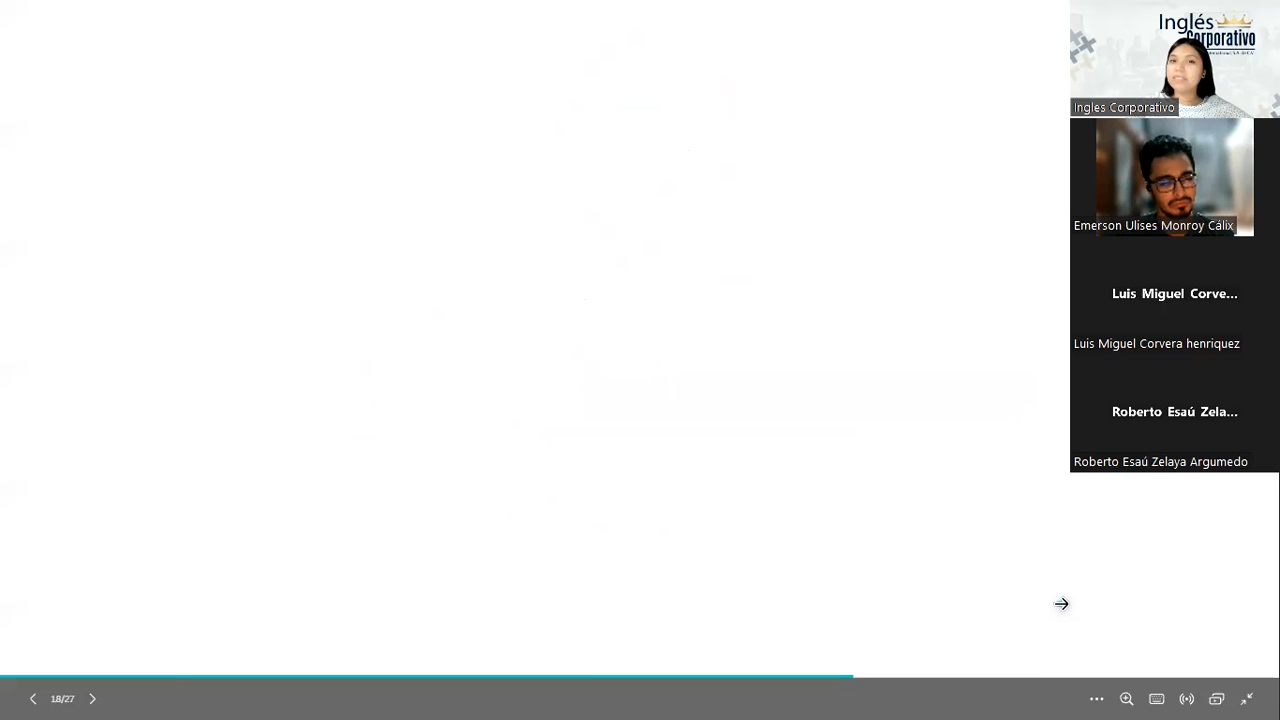 Inglés
Corporativo
Ingles Corporativo
Emerson Ulises Monroy Cálix
Luis Miguel Corve...
Luis Miguel Corvera henriquez
Roberto Esaú Zela...
Roberto Esaú Zelaya Argumedo
18/27